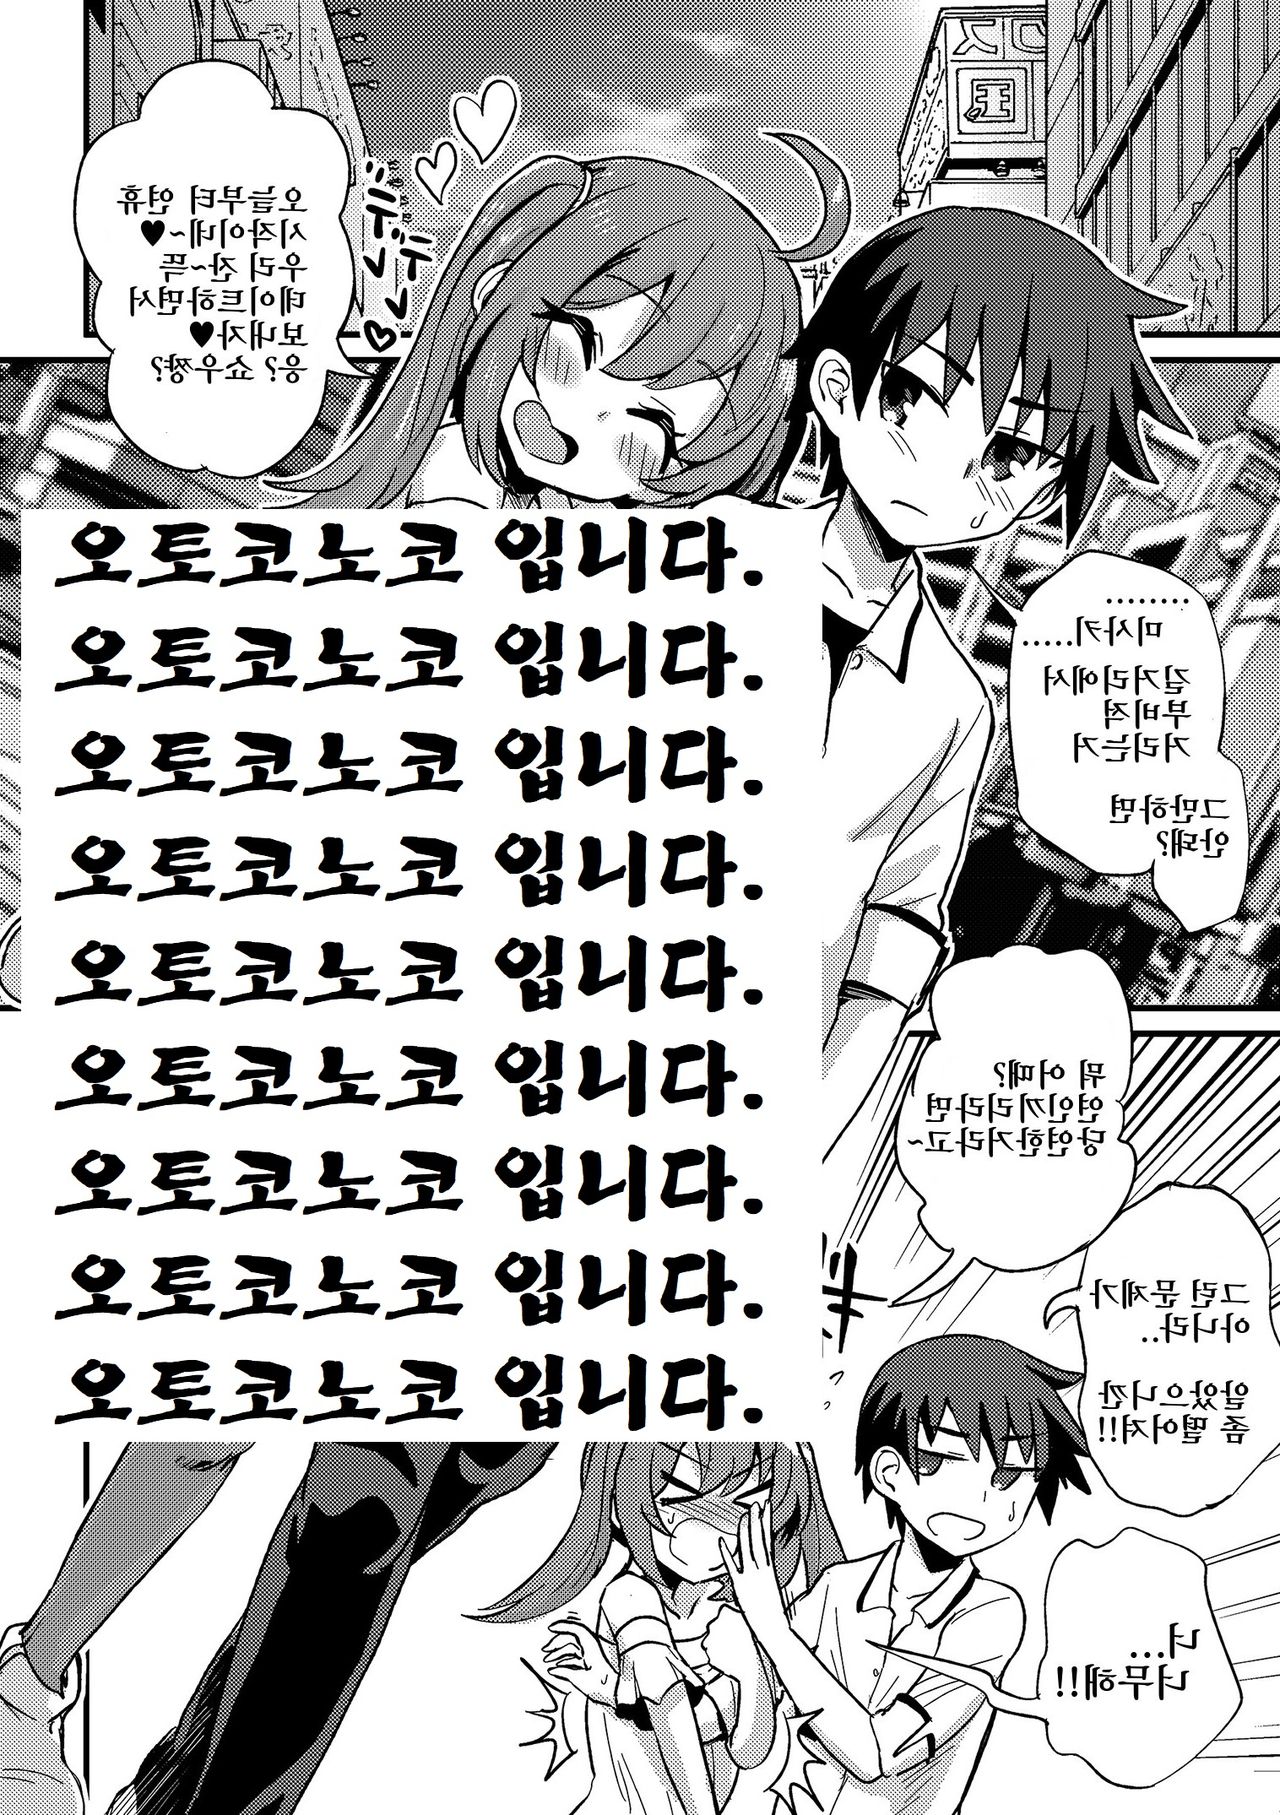 오늘부터 연휴
시작이네~♥
우리 잔~뜩
데이트하면서
보내자♥
응? 쇼우쨩?
........
미사키.....
길거리에서
부비적
거리는거
그만하면
안돼?
오토코노코 입니다.
오토코노코 입니다.
오토코노코 입니다.
오토코노코 입니다.
오토코노코 입니다.
오토코노코 입니다.
오토코노코 입니다.
오토코노코 입니다.
오토코노코 입니다.
뭔 어때?
연인끼리라면
당연한거라고~
그런 문제가
아니라..
알았으니깐
좀 떨어져!!!
너...
너무해!!!